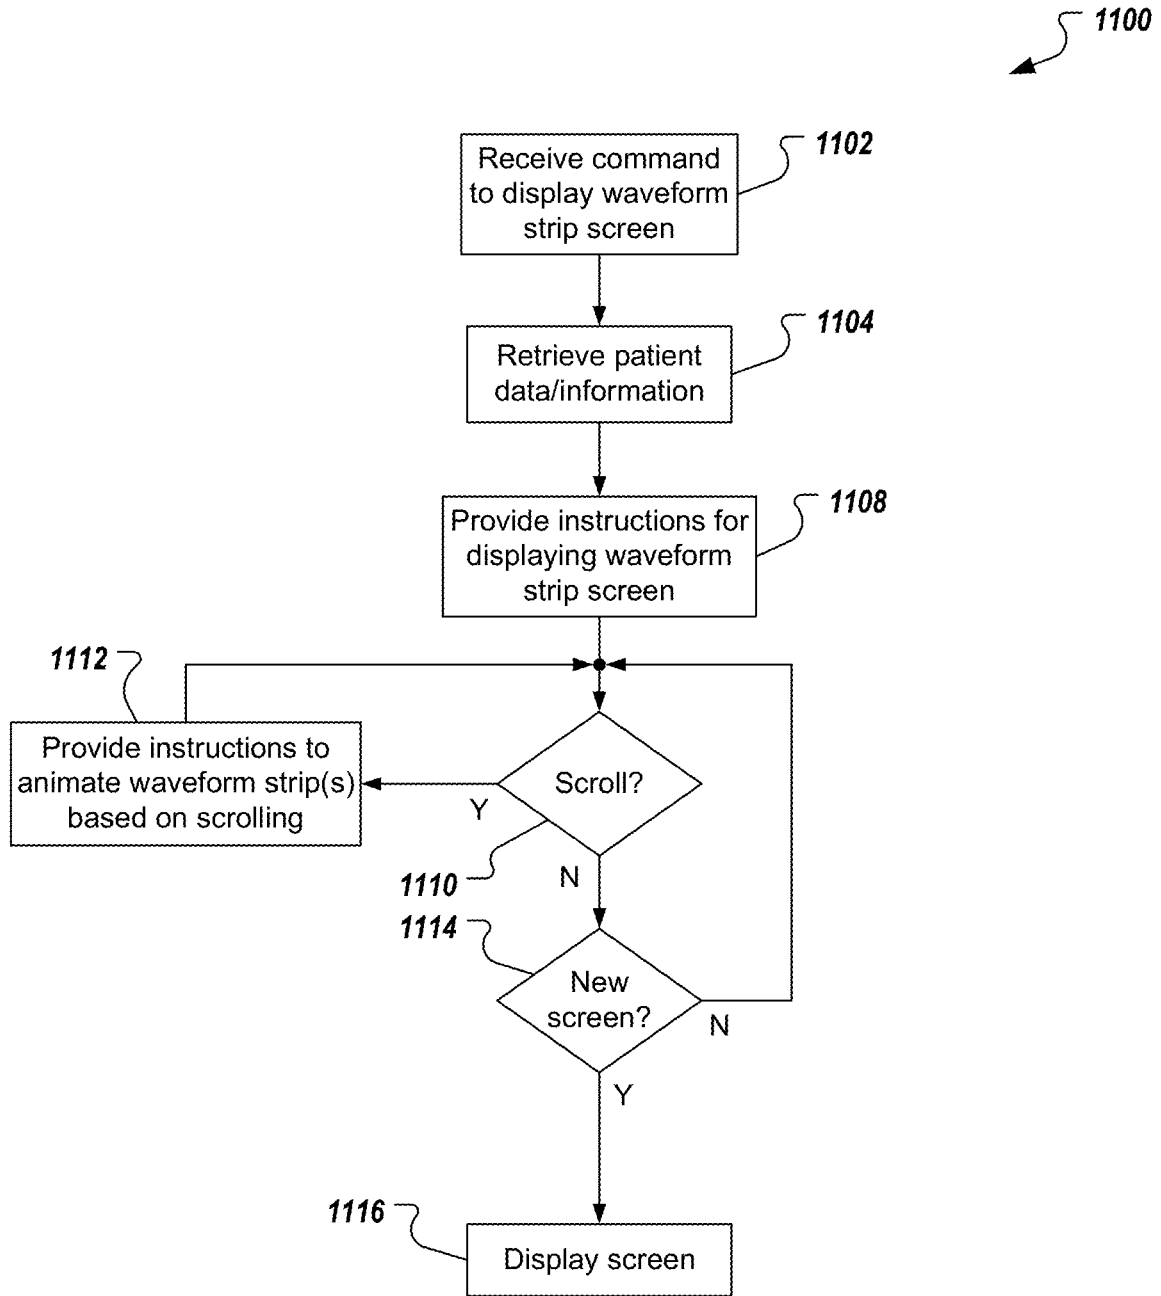 1100
Receive command
to display waveform
strip screen
1102
Retrieve patient
data/information
1104
Provide instructions for
displaying waveform
strip screen
1108
1112
Provide instructions to
animate waveform strip(s)
based on scrolling
Scroll?
Y
1110
N
1114
New
screen?
N
Y
1116
Display screen